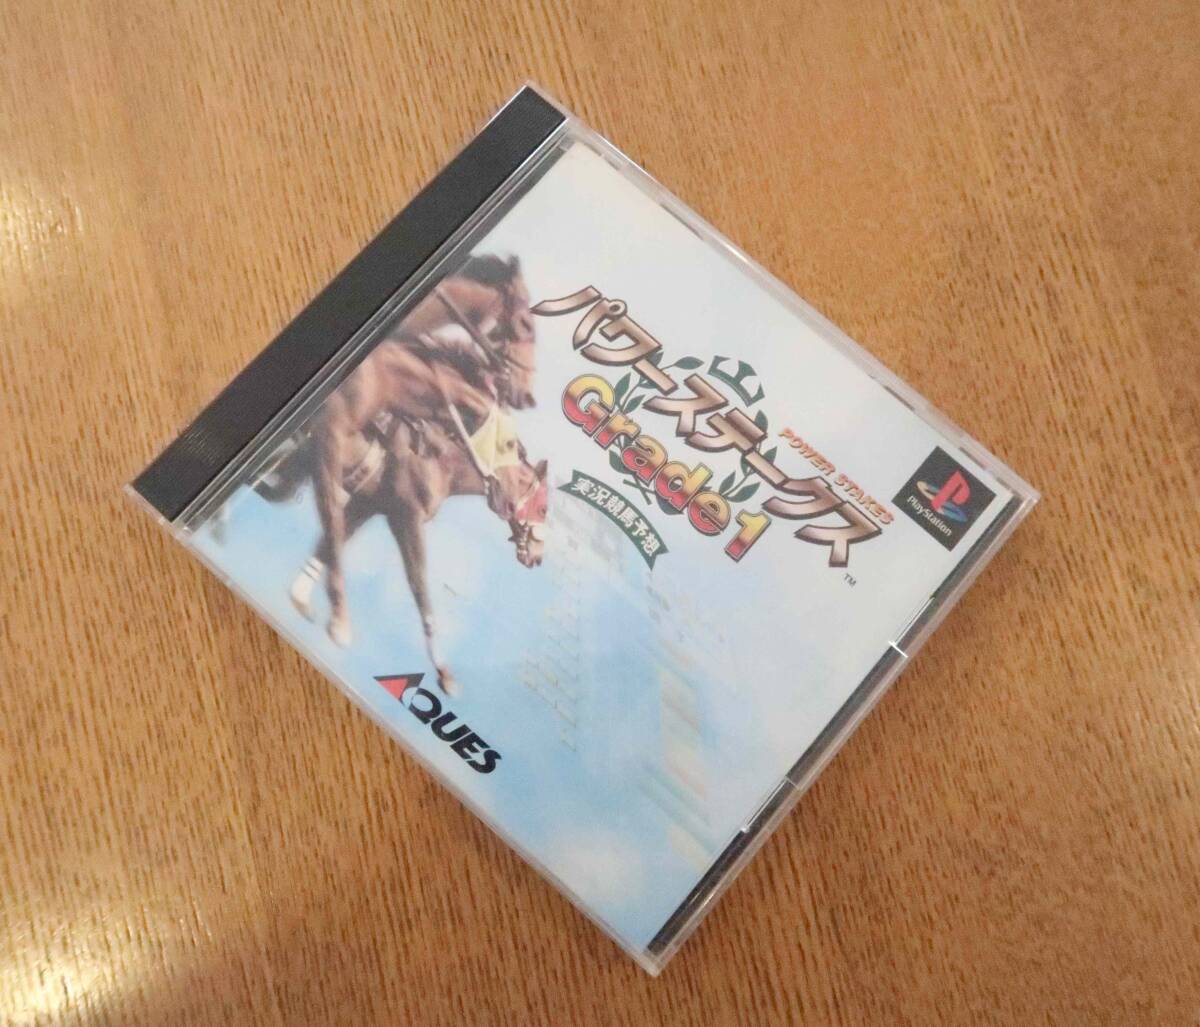 POWER STAKES
パワーステークス
TM
Grade1
実況競馬予想
PlayStation
AQUES